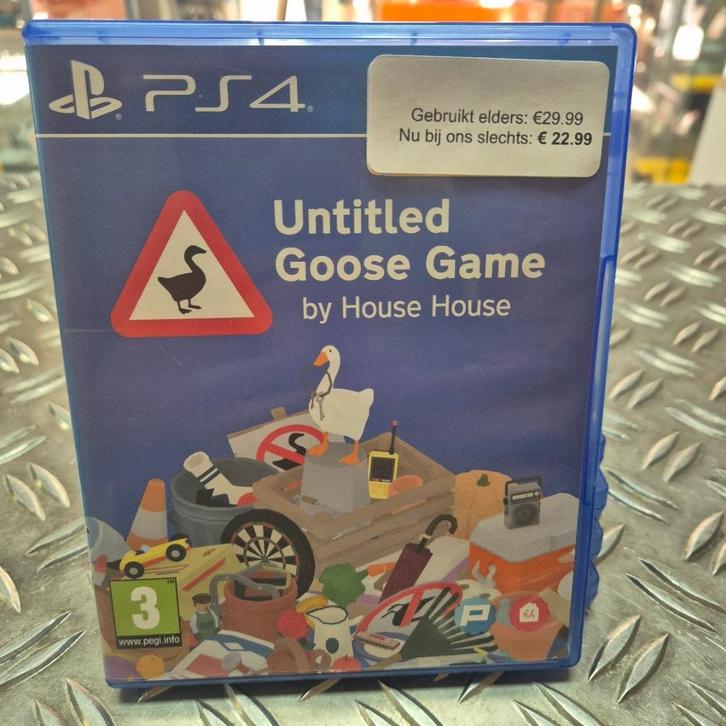 PS4
Gebruikt elders: €29.99
Nu bij ons slechts: € 22.99
Untitled
Goose Game
by House House
3
www.pegi.info